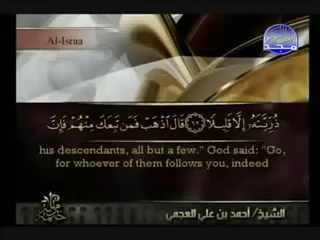 Al-Israa
ذُرِّيَّتَهُۥٓ إِلَّا قَلِيلًا ٦٢ قَالَ ٱذْهَبْ فَمَن تَبِعَكَ مِنْهُمْ فَإِنَّ
his descendants, all but a few.” God said: “Go,
for whoever of them follows you, indeed
الشيخ/ أحمد بن علي العجمي